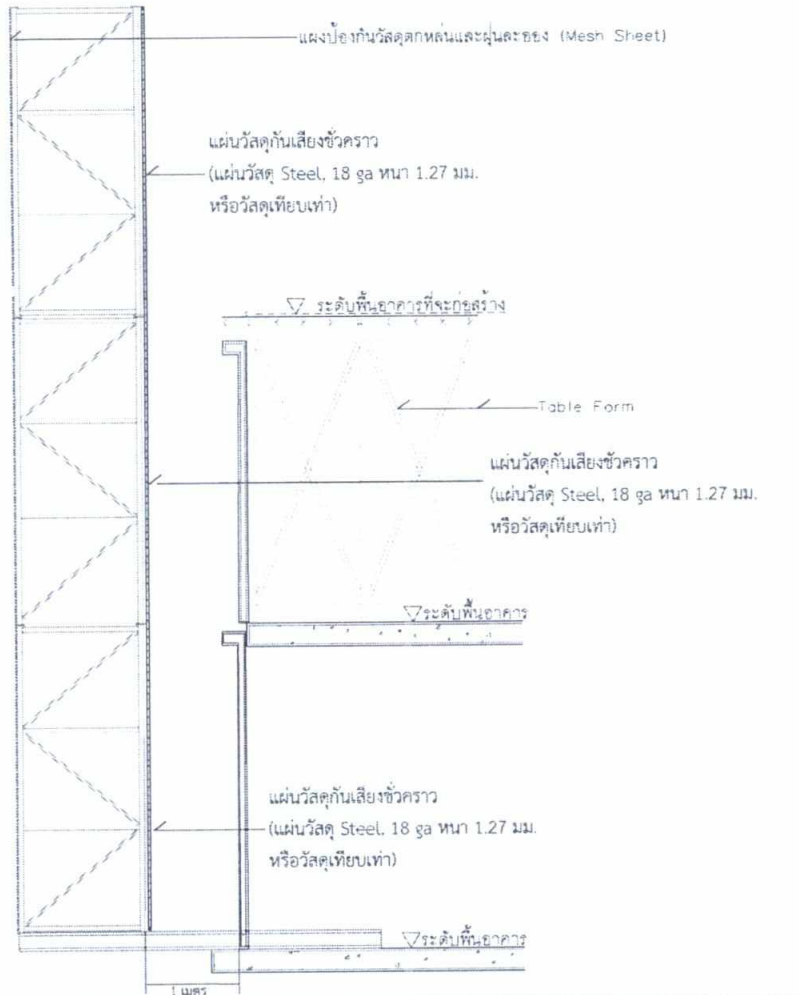 แผงป้องกันวัสดุตกหล่นและฝุ่นละออง (Mesh Sheet)
แผ่นวัสดุกันเสียงชั่วคราว
(แผ่นวัสดุ Steel, 18 ga หนา 1.27 มม.
หรือวัสดุเทียบเท่า)
ระดับพื้นอาคารที่จะก่อสร้าง
Table Form
แผ่นวัสดุกันเสียงชั่วคราว
(แผ่นวัสดุ Steel, 18 ga หนา 1.27 มม.
หรือวัสดุเทียบเท่า)
ระดับพื้นอาคาร
แผ่นวัสดุกันเสียงชั่วคราว
(แผ่นวัสดุ Steel, 18 ga หนา 1.27 มม.
หรือวัสดุเทียบเท่า)
ระดับพื้นอาคาร
1 เมตร